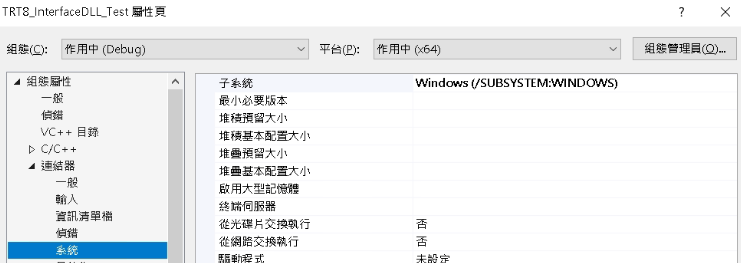 TRT8_InterfaceDLL_Test 屬性頁
? ×
組態(C): 作用中 (Debug) 平台(P): 作用中 (x64) 組態管理員(O)...
組態屬性
一般
偵錯
VC++ 目錄
C/C++
連結器
一般
輸入
資訊清單檔
偵錯
系統
子系統 Windows (/SUBSYSTEM:WINDOWS)
最小必要版本
堆積預留大小
堆積基本配置大小
堆疊預留大小
堆疊基本配置大小
啟用大型記憶體
終端伺服器
從光碟片交換執行 否
從網路交換執行 否
驅動程式 未設定